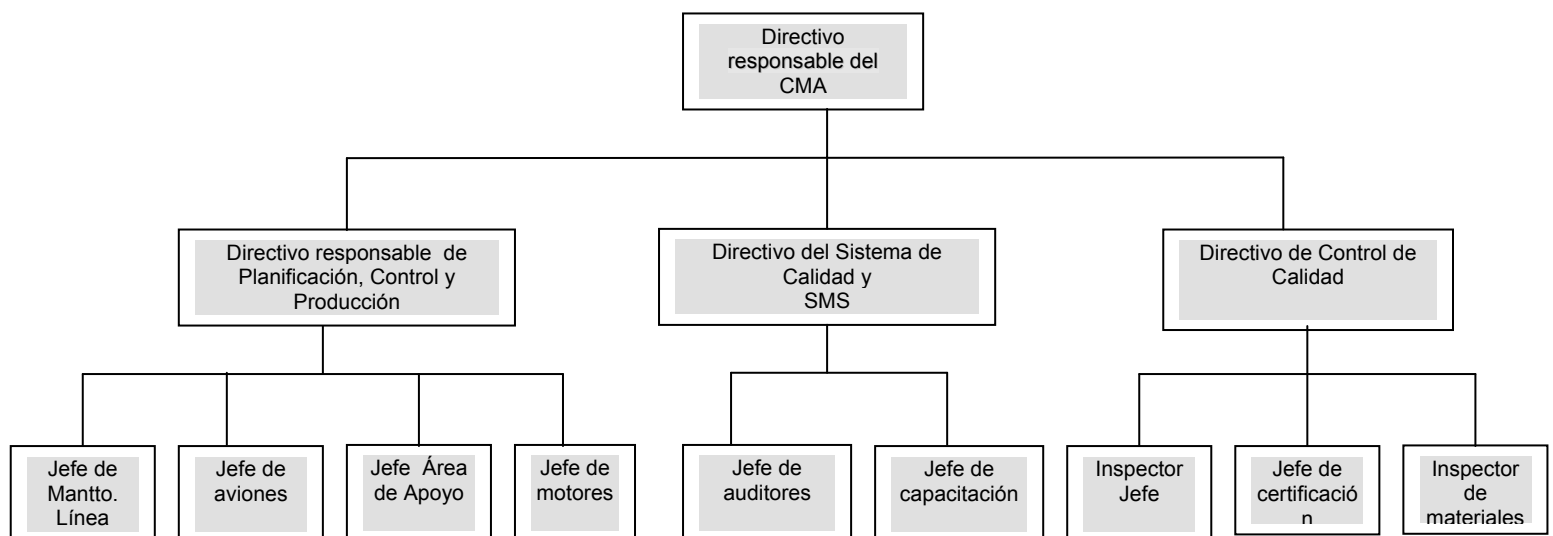 Directivo
responsable del
CMA
Directivo responsable de
Planificación, Control y
Producción
Directivo del Sistema de
Calidad y
SMS
Directivo de Control de
Calidad
Jefe de
Mantto.
Línea
Jefe de
aviones
Jefe Área
de Apoyo
Jefe de
motores
Jefe de
auditores
Jefe de
capacitación
Inspector
Jefe
Jefe de
certificació
n
Inspector
de
materiales